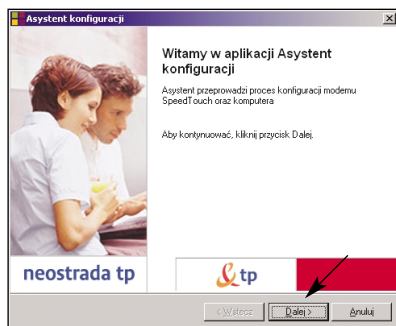 Asystent konfiguracji
Witamy w aplikacji Asystent
konfiguracji
Asystent przeprowadzi proces konfiguracji modemu
SpeedTouch oraz komputera
Aby kontynuować, kliknij przycisk Dalej.
neostrada tp
tp
< Wstecz
Dalej >
Anuluj